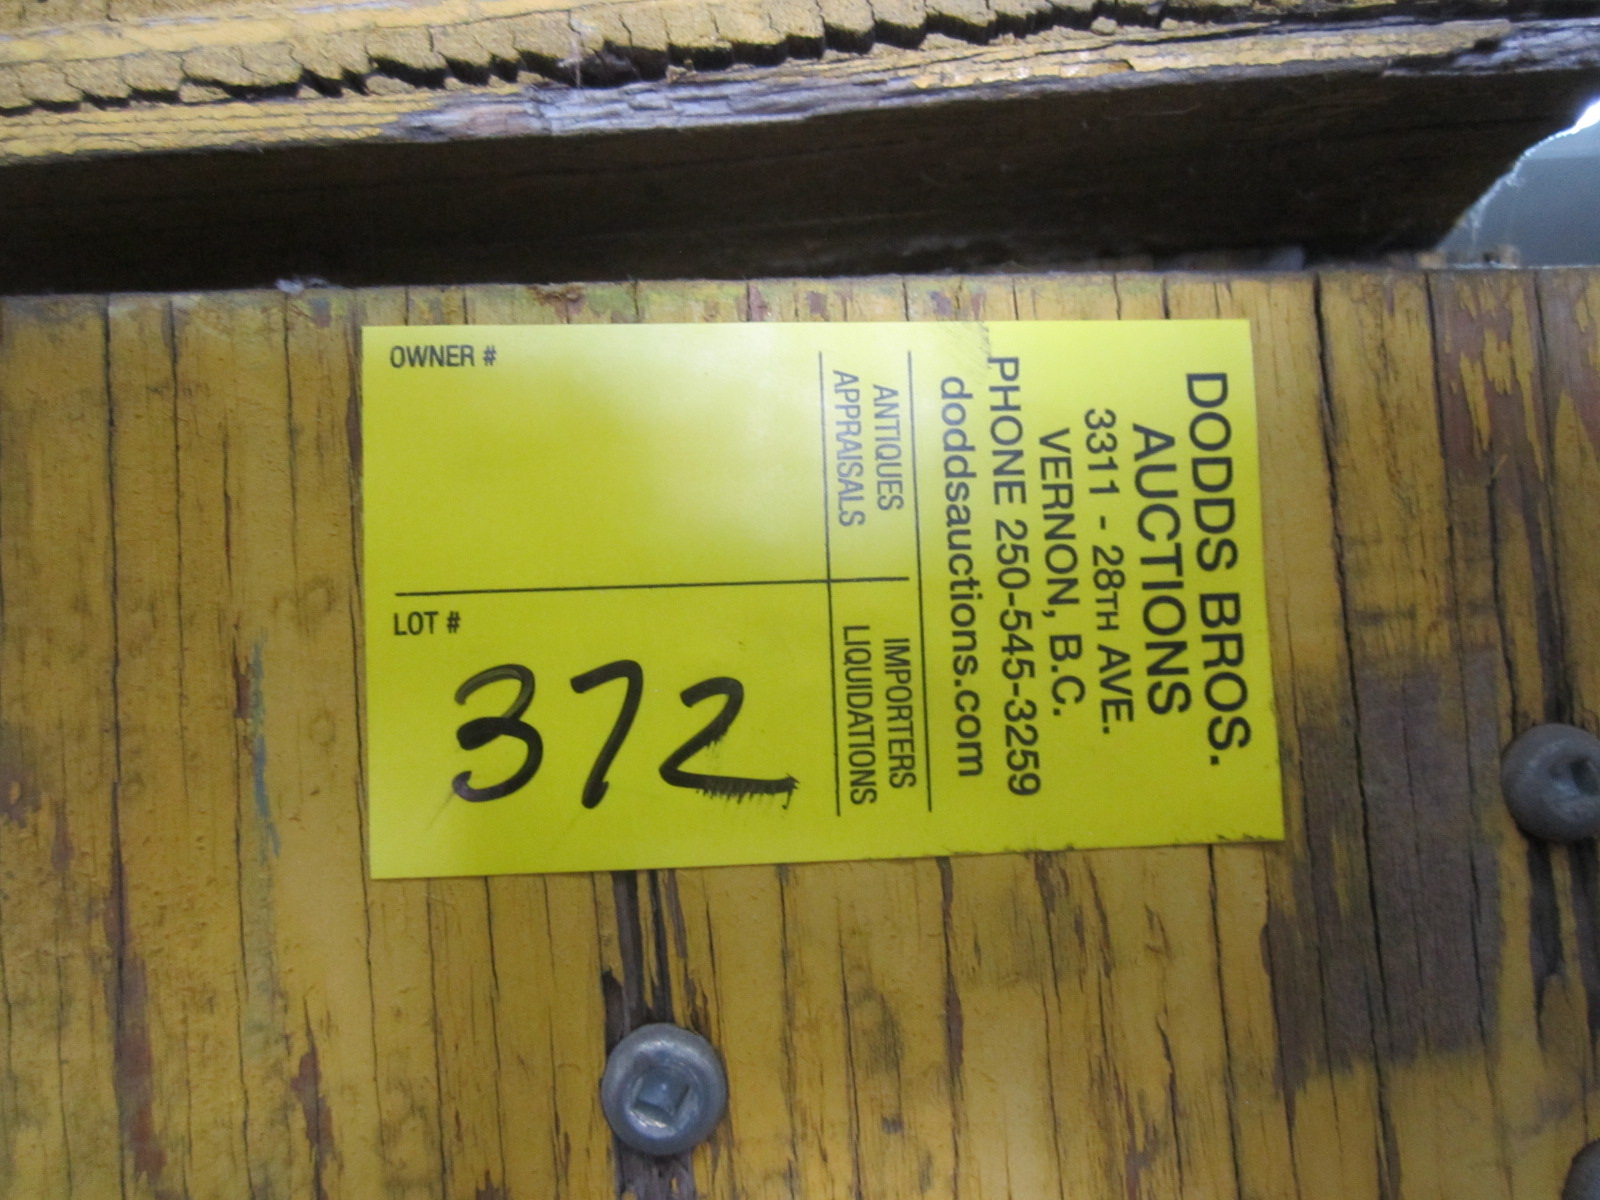 DODDS BROS.
AUCTIONS
3311 - 28TH AVE.
VERNON, B.C.
PHONE 250-545-3259
doddsauctions.com
ANTIQUES
APPRAISALS
IMPORTERS
LIQUIDATIONS
OWNER #
LOT #
372